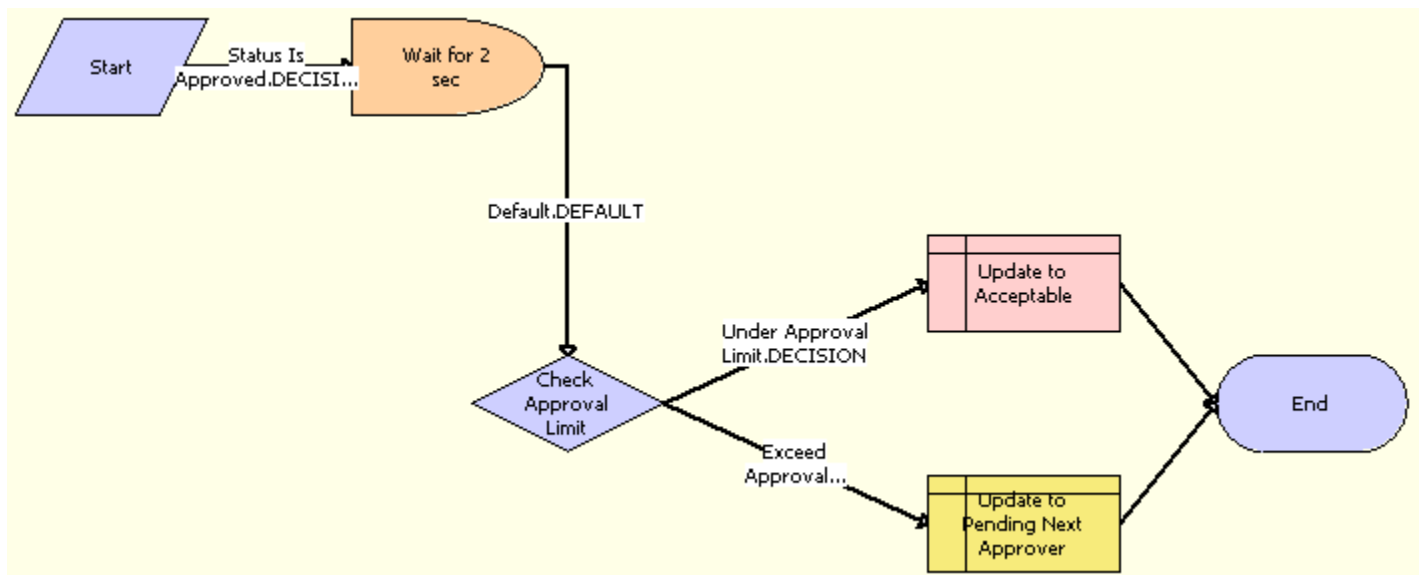 Start
Status Is
Approved.DECISI...
Wait for 2
sec
Default.DEFAULT
Check
Approval
Limit
Under Approval
Limit.DECISION
Exceed
Approval...
Update to
Acceptable
Update to
Pending Next
Approver
End